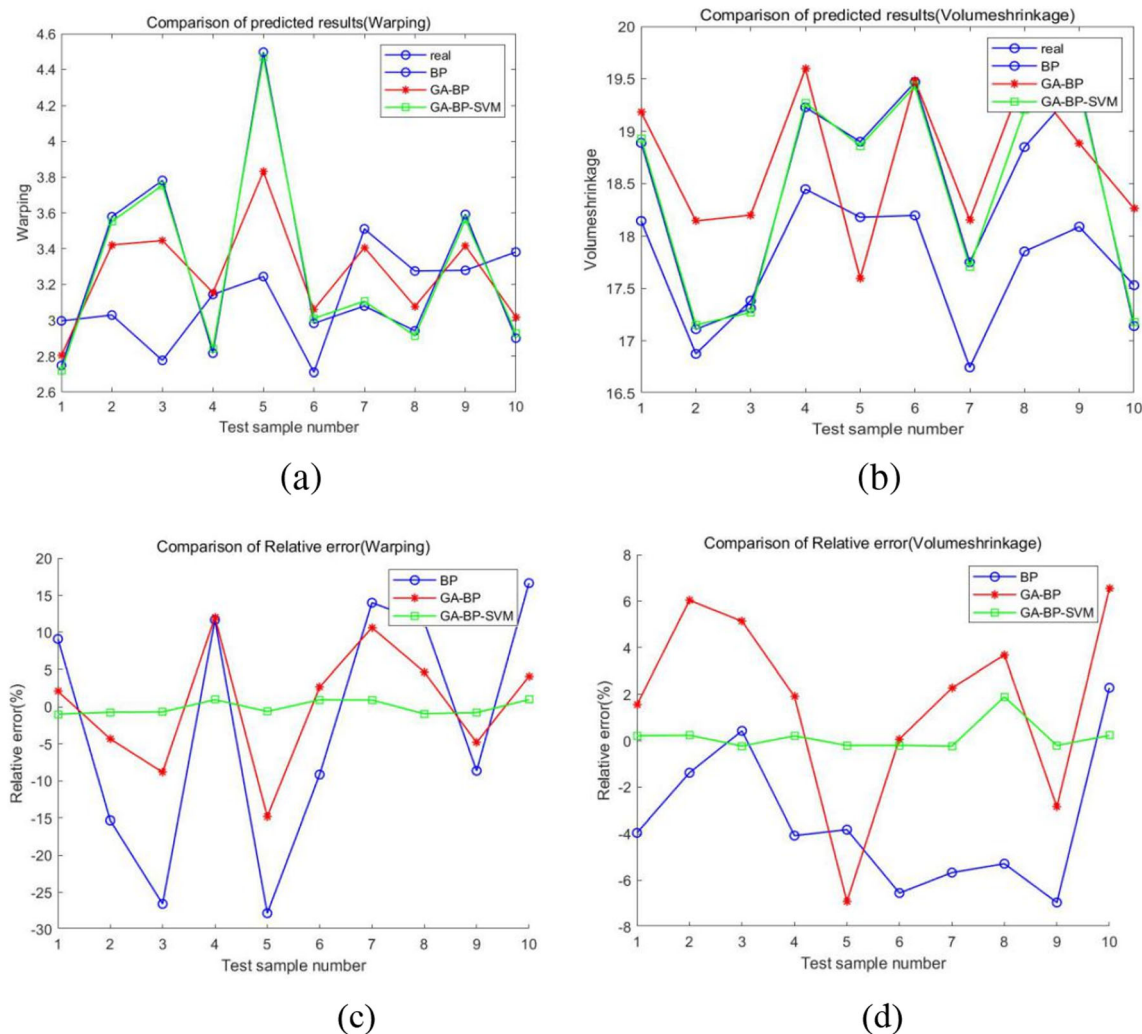 Comparison of predicted results(Warping)
4.6
4.4
4.2
4
3.8
3.6
3.4
3.2
3
2.8
2.6
Warping
real
BP
GA-BP
GA-BP-SVM
1 2 3 4 5 6 7 8 9 10
Test sample number
(a)
Comparison of predicted results(Volumeshrinkage)
20
19.5
19
18.5
18
17.5
17
16.5
Volumeshrinkage
real
BP
GA-BP
GA-BP-SVM
1 2 3 4 5 6 7 8 9 10
Test sample number
(b)
Comparison of Relative error(Warping)
20
15
10
5
0
-5
-10
-15
-20
-25
-30
Relative error(%)
BP
GA-BP
GA-BP-SVM
1 2 3 4 5 6 7 8 9 10
Test sample number
(c)
Comparison of Relative error(Volumeshrinkage)
8
6
4
2
0
-2
-4
-6
-8
Relative error(%)
BP
GA-BP
GA-BP-SVM
1 2 3 4 5 6 7 8 9 10
Test sample number
(d)